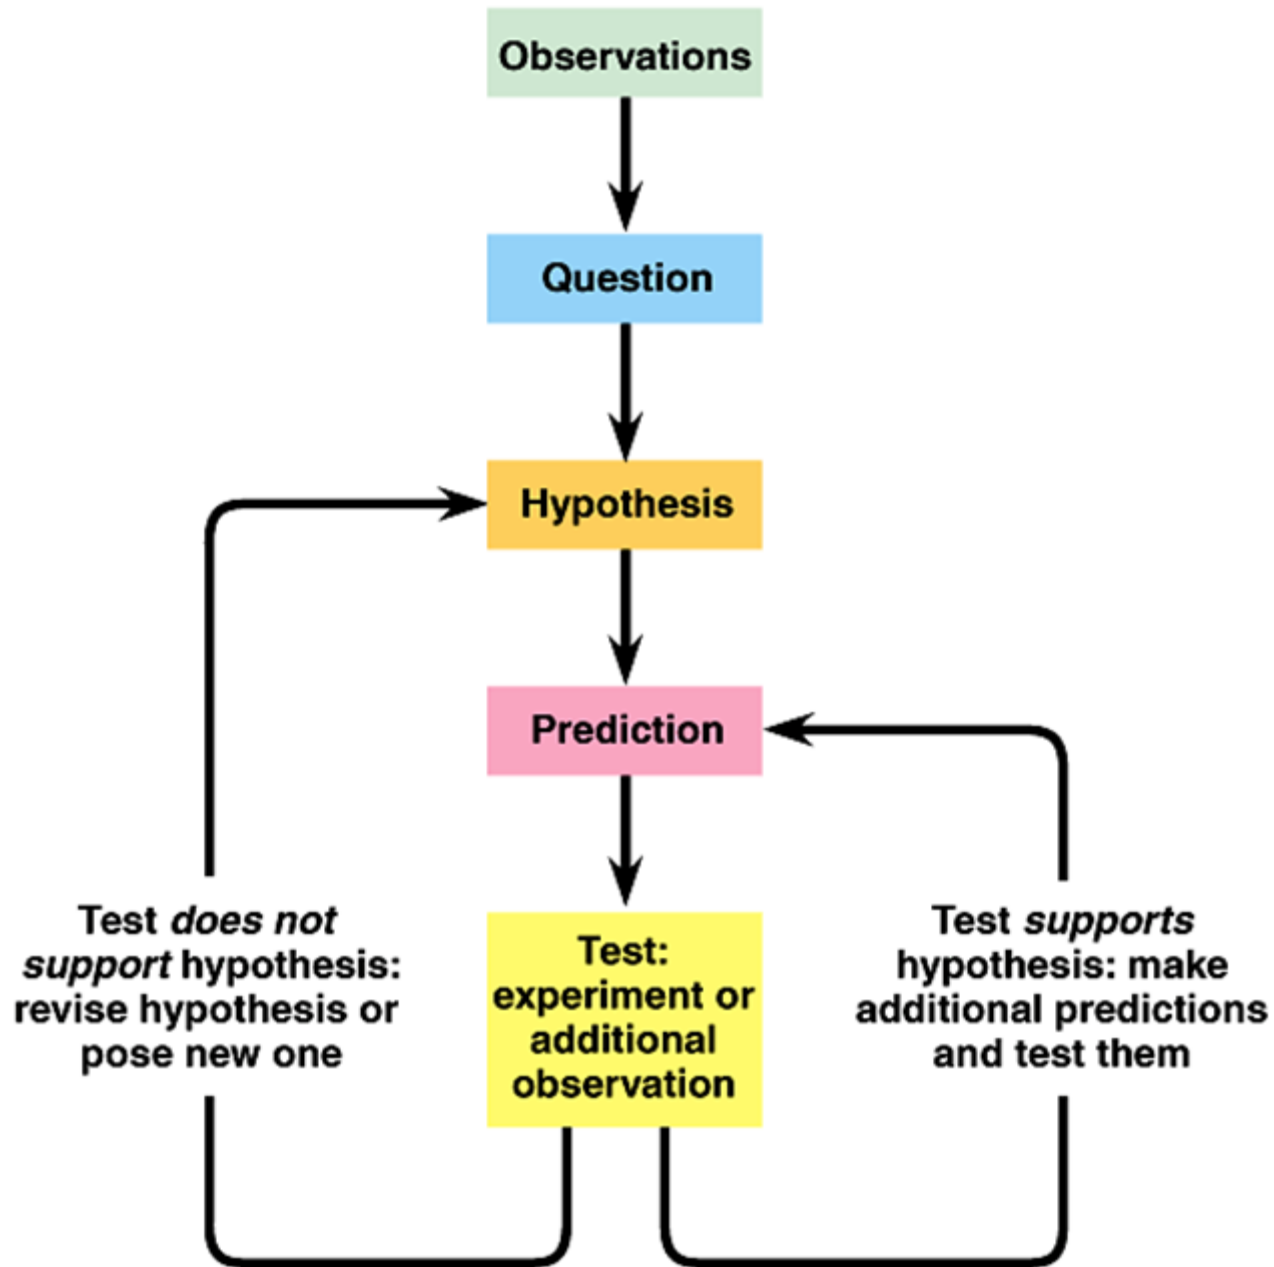 Observations
Question
Hypothesis
Prediction
Test:
experiment or
additional
observation
Test does not
support hypothesis:
revise hypothesis or
pose new one
Test supports
hypothesis: make
additional predictions
and test them